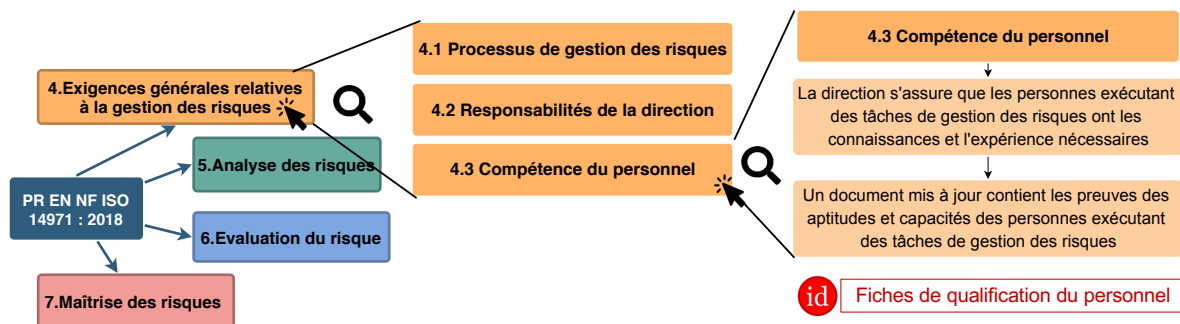 PR EN NF ISO
14971 : 2018
4.Exigences générales relatives
à la gestion des risques
5.Analyse des risques
6.Evaluation du risque
7.Maîtrise des risques
4.1 Processus de gestion des risques
4.2 Responsabilités de la direction
4.3 Compétence du personnel
4.3 Compétence du personnel
La direction s'assure que les personnes exécutant
des tâches de gestion des risques ont les
connaissances et l'expérience nécessaires
Un document mis à jour contient les preuves des
aptitudes et capacités des personnes exécutant
des tâches de gestion des risques
id
Fiches de qualification du personnel